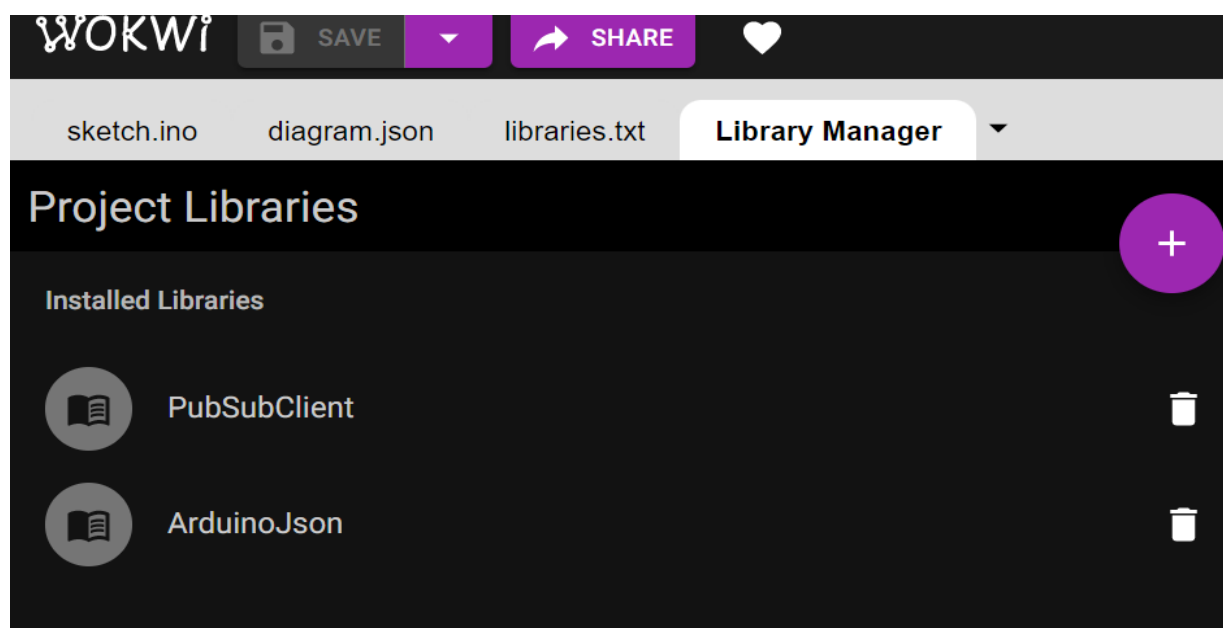 WOKWi SAVE SHARE
sketch.ino diagram.json libraries.txt Library Manager
Project Libraries
+
Installed Libraries
PubSubClient
ArduinoJson